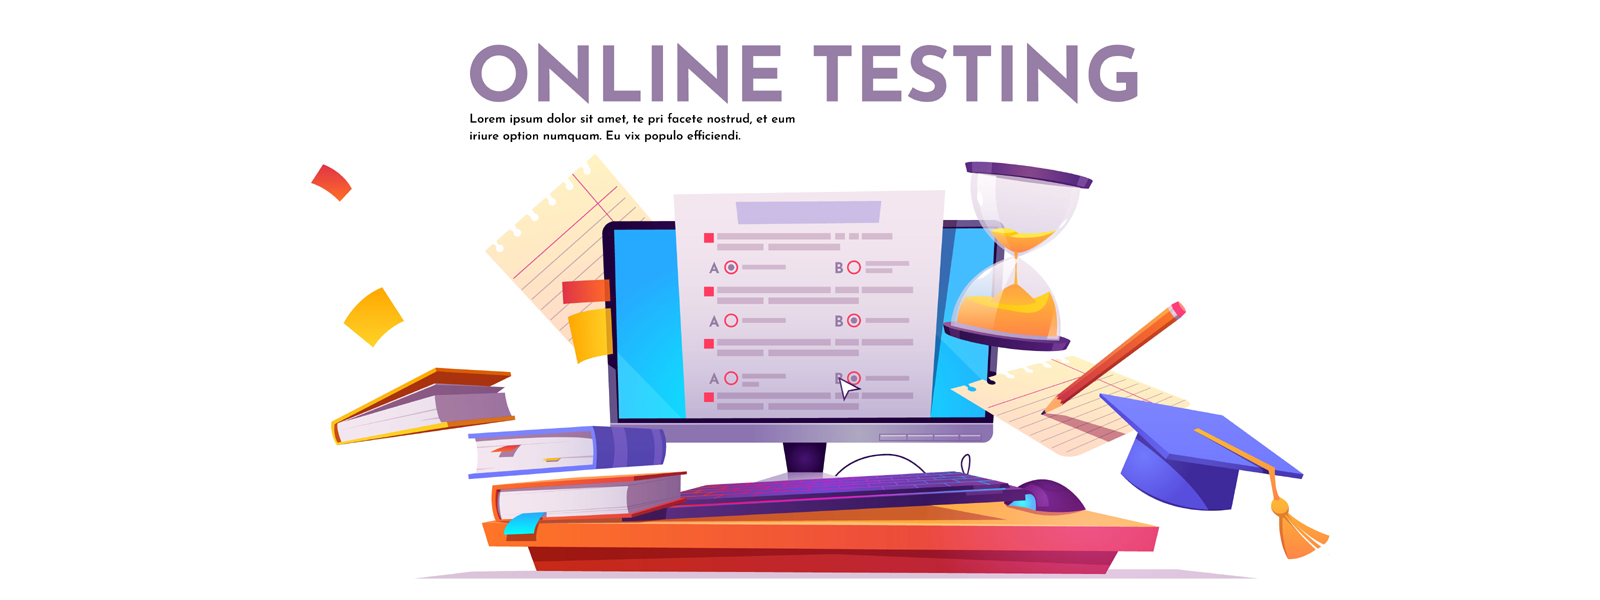 ONLINE TESTING
Lorem ipsum dolor sit amet, te pri facete nostrud, et eum
iriure option numquam. Eu vix populo efficiendi.
A B
A B
A B